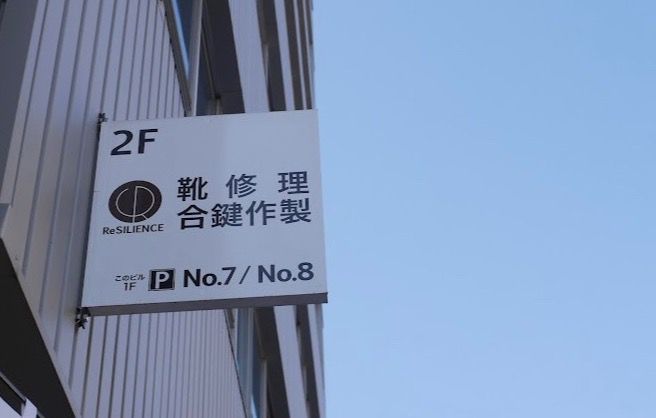 2F
靴修理
合鍵作製
ReSILIENCE
このビル
1F
P No.7 / No.8